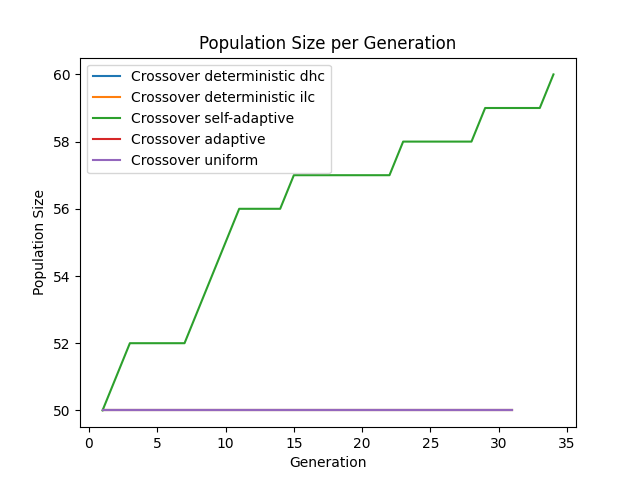 Population Size per Generation
Crossover deterministic dhc
Crossover deterministic ilc
Crossover self-adaptive
Crossover adaptive
Crossover uniform
Population Size
60
58
56
54
52
50
0 5 10 15 20 25 30 35
Generation